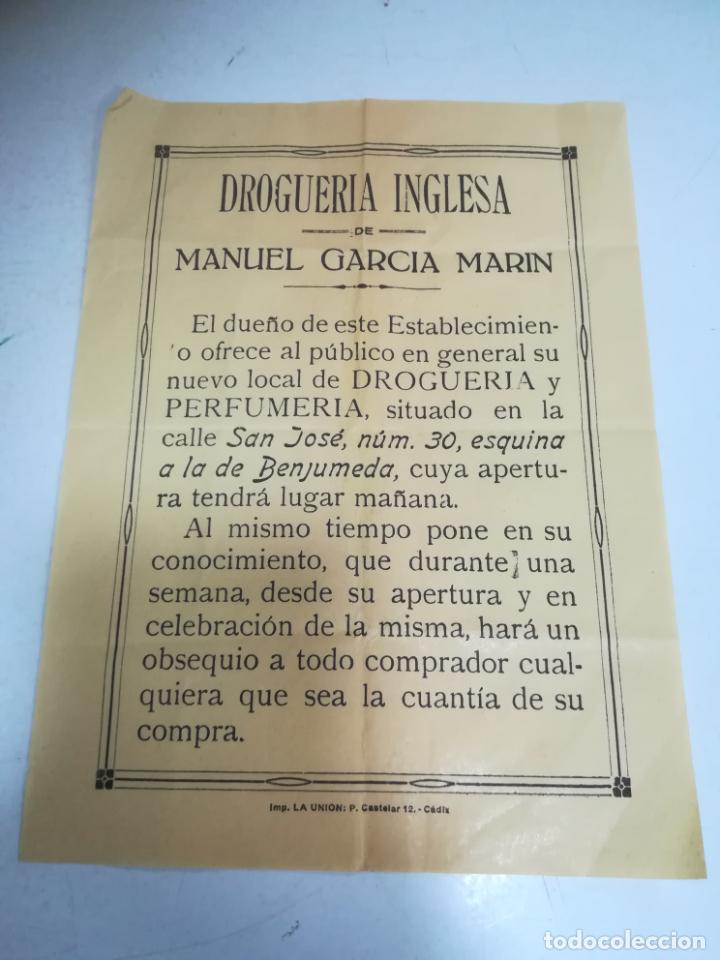 DROGUERIA INGLESA
DE
MANUEL GARCIA MARIN
El dueño de este Establecimien-
o ofrece al público en general su
nuevo local de DROGUERIA y
PERFUMERIA, situado en la
calle San José, núm. 30, esquina
a la de Benjumeda, cuya apertu-
ra tendrá lugar mañana.
Al mismo tiempo pone en su
conocimiento, que durante una
semana, desde su apertura y en
celebración de la misma, hará un
obsequio a todo comprador cual-
quiera que sea la cuantía de su
compra.
Imp. LA UNION: P. Castelar 12. - Cádiz
todocoleccion
todocoleccion.net